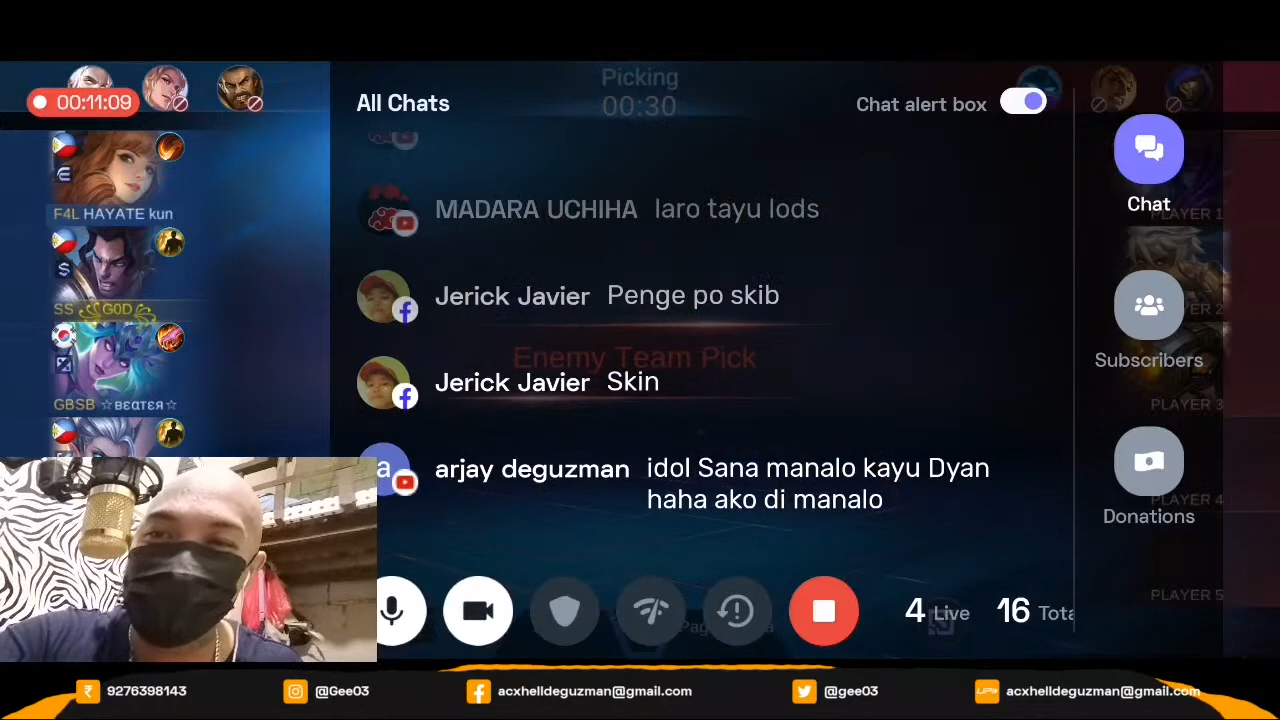 Picking
00:30
00:11:09
All Chats
Chat alert box
F4L HAYATE kun
SS G0D
GBSB ☆вєαтєя☆
MADARA UCHIHA laro tayu lods
Jerick Javier Penge po skib
Enemy Team Pick
Jerick Javier Skin
a
arjay deguzman idol Sana manalo kayu Dyan
haha ako di manalo
Chat
PLAYER 1
PLAYER 2
Subscribers
PLAYER 3
PLAYER 4
Donations
PLAYER 5
4 Live 16 Tota
9276398143
@Gee03
acxhelldeguzman@gmail.com
@gee03
UPI
acxhelldeguzman@gmail.com